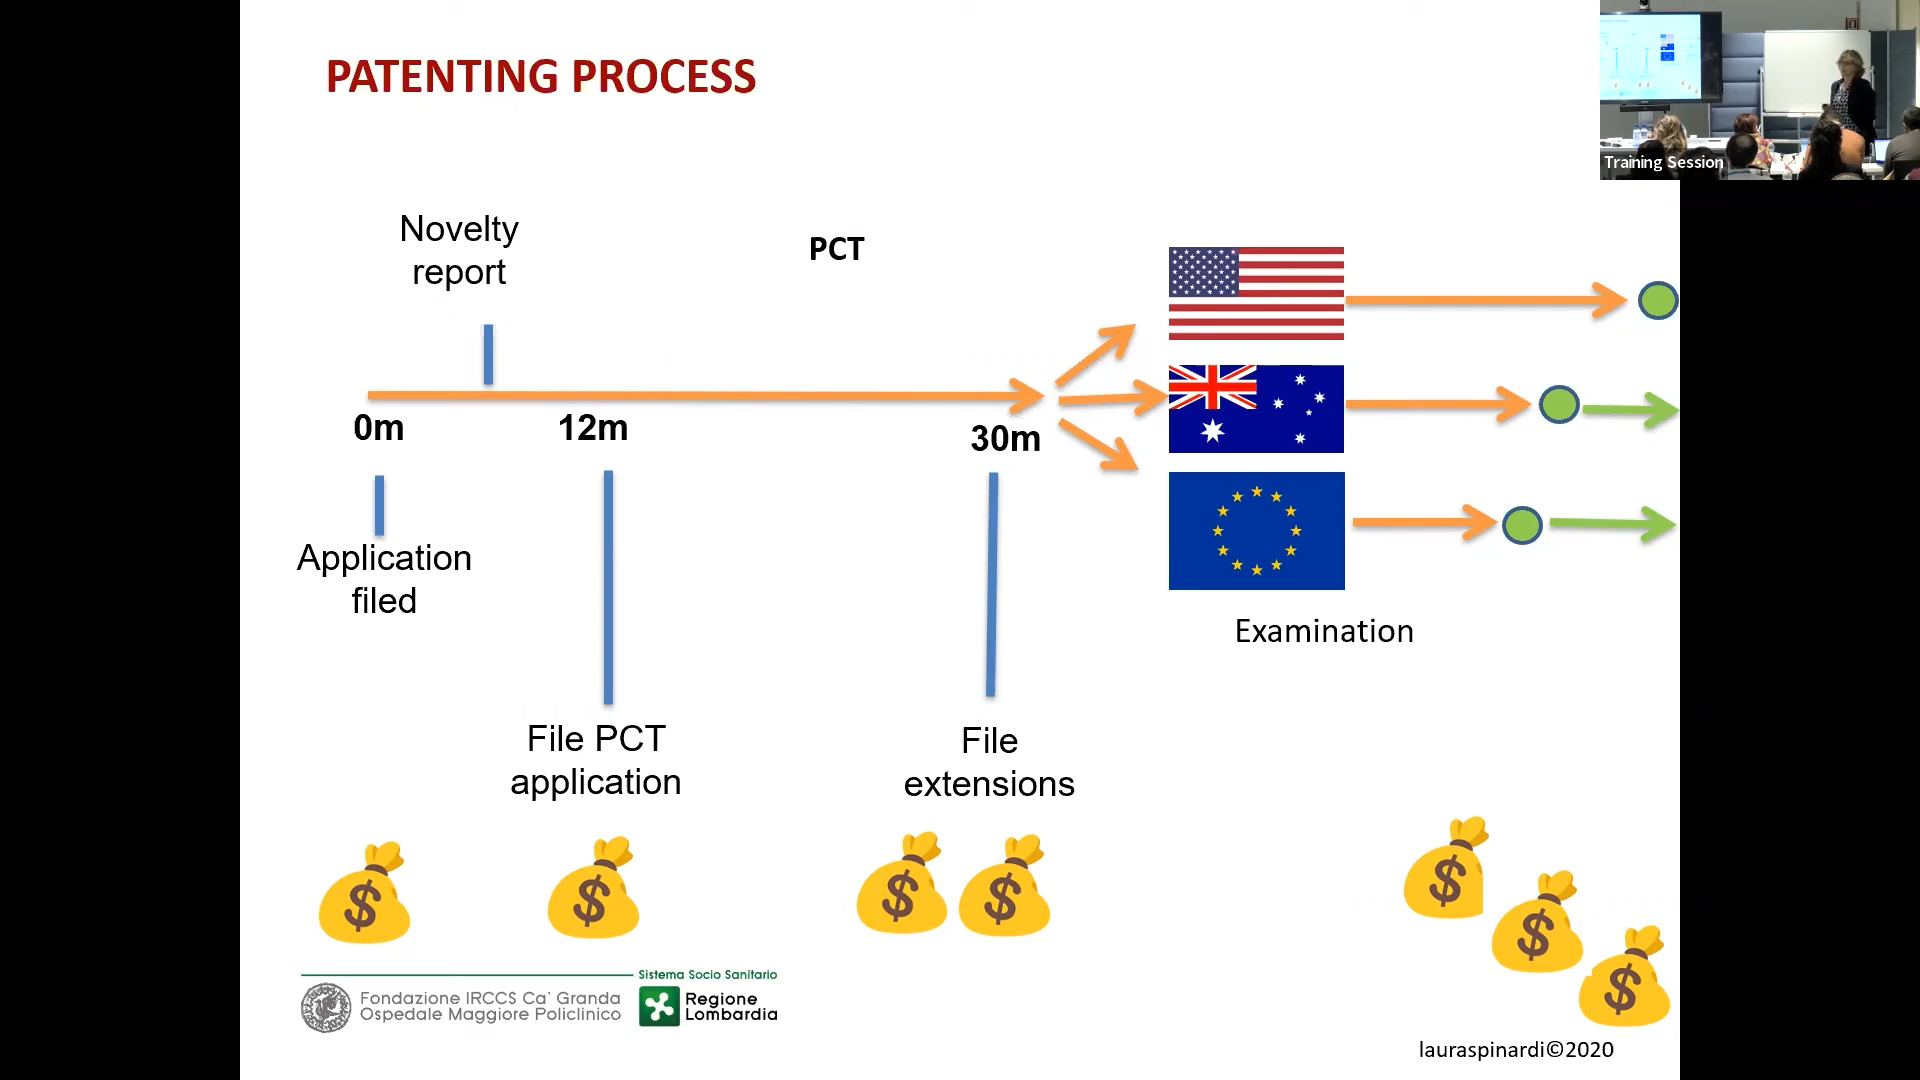 PATENTING PROCESS
Training Session
Novelty
report
PCT
0m
12m
30m
Application
filed
Examination
File PCT
application
File
extensions
$
$
$
$
$
$
$
Sistema Socio Sanitario
Fondazione IRCCS Ca' Granda
Ospedale Maggiore Policlinico
Regione
Lombardia
lauraspinardi©2020